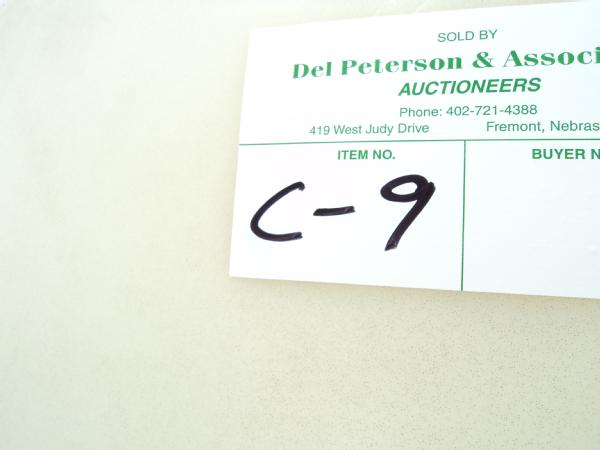 SOLD BY
Del Peterson & Associ
AUCTIONEERS
Phone: 402-721-4388
419 West Judy Drive Fremont, Nebras
ITEM NO. BUYER N
C-9